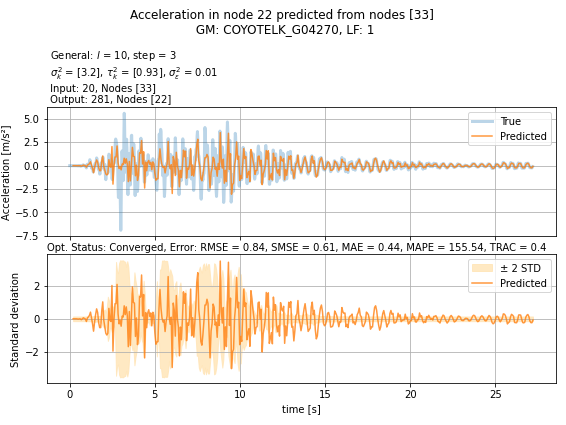 Acceleration in node 22 predicted from nodes [33]
GM: COYOTELK_G04270, LF: 1
General: l = 10, step = 3
σ²ₖ = [3.2], τ²ₖ = [0.93], σ²ₑ = 0.01
Input: 20, Nodes [33]
Output: 281, Nodes [22]
Acceleration [m/s²]
5.0
2.5
0.0
−2.5
−5.0
−7.5
True
Predicted
Opt. Status: Converged, Error: RMSE = 0.84, SMSE = 0.61, MAE = 0.44, MAPE = 155.54, TRAC = 0.4
Standard deviation
2
0
−2
± 2 STD
Predicted
0 5 10 15 20 25
time [s]